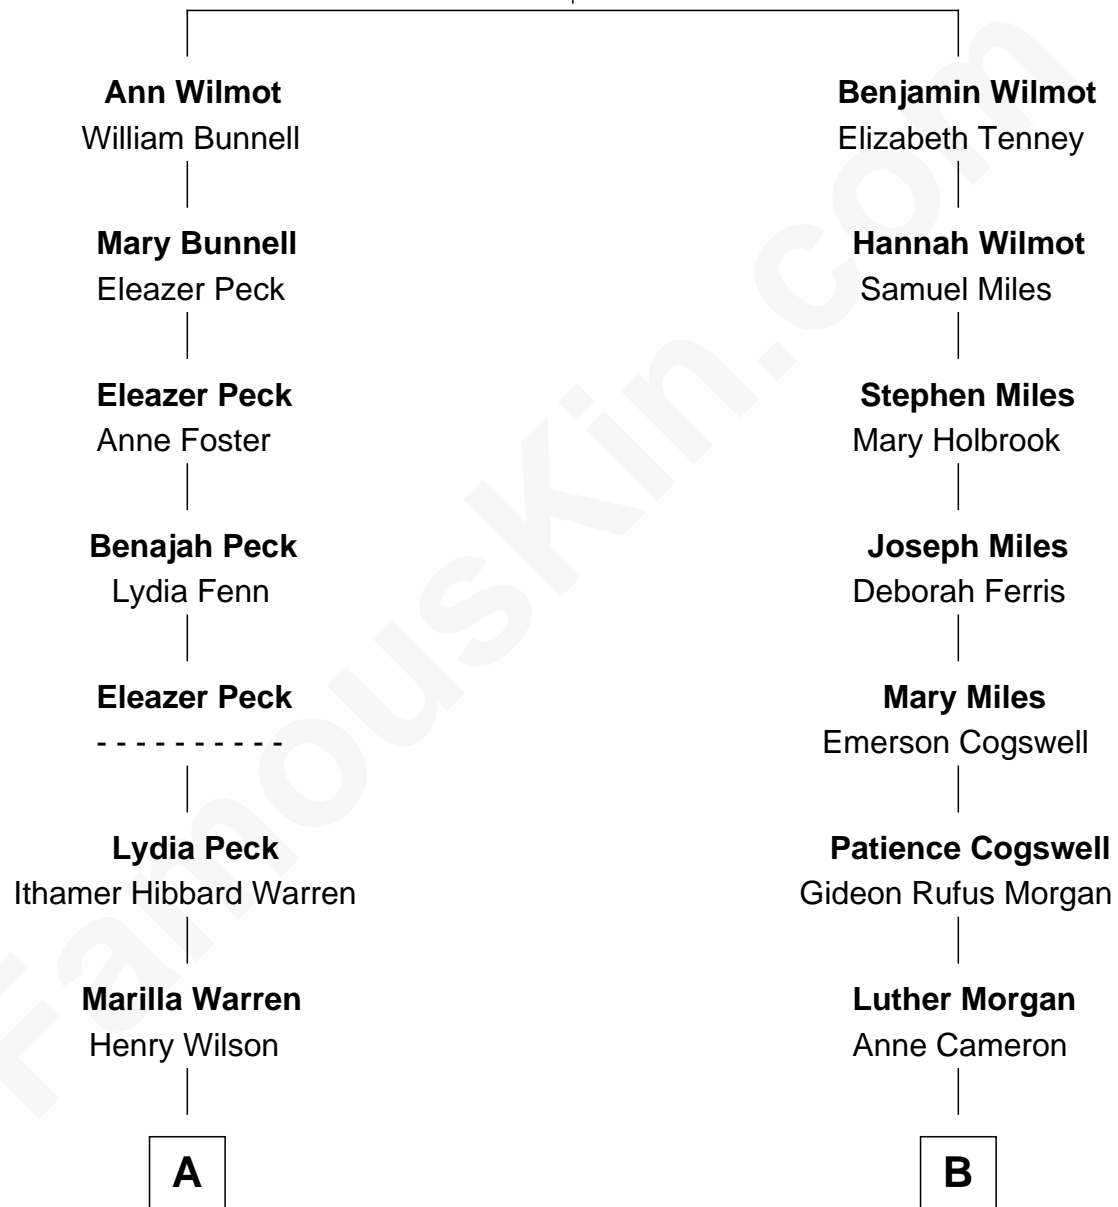 Ann Wilmot
William Bunnell
Mary Bunnell
Eleazer Peck
Eleazer Peck
Anne Foster
Benajah Peck
Lydia Fenn
Eleazer Peck
- - - - - - - - - -
Lydia Peck
Ithamer Hibbard Warren
Marilla Warren
Henry Wilson
A
Benjamin Wilmot
Elizabeth Tenney
Hannah Wilmot
Samuel Miles
Stephen Miles
Mary Holbrook
Joseph Miles
Deborah Ferris
Mary Miles
Emerson Cogswell
Patience Cogswell
Gideon Rufus Morgan
Luther Morgan
Anne Cameron
B
FamousKin.com